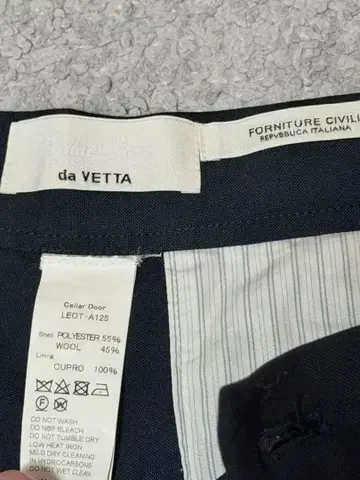 da VETTA
FORNITURE CIVILI
REPVBBLICA ITALIANA
Cellar Door
LEOT-A125
Shell POLYESTER 55%
WOOL 45%
Lining
CUPRO 100%
F W
DO NOT WASH
DO NOT BLEACH
DO NOT TUMBLE DRY
LOW HEAT IRON
MILD DRY CLEANING
IN HYDROCARBONS
DO NOT WET CLEAN